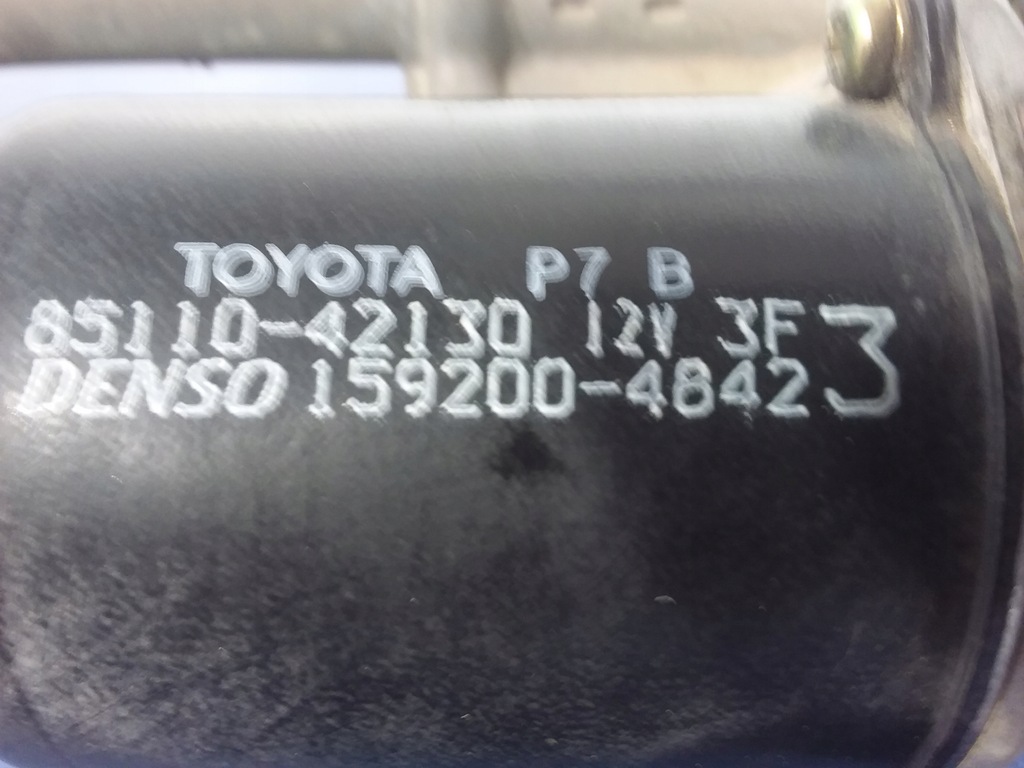 TOYOTA P7 B
85110-42130 12V 3F 3
DENSO 159200-4842